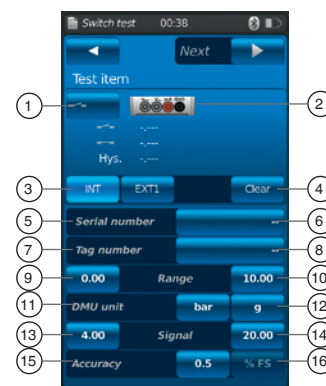 Switch test 00:38
Next
Test item
1
2
-.---
-.---
Hys. -.---
3 INT EXT1 Clear 4
5 Serial number -- 6
7 Tag number -- 8
9 0.00 Range 10.00 10
11 DMU unit bar g 12
13 4.00 Signal 20.00 14
15 Accuracy 0.5 % FS 16